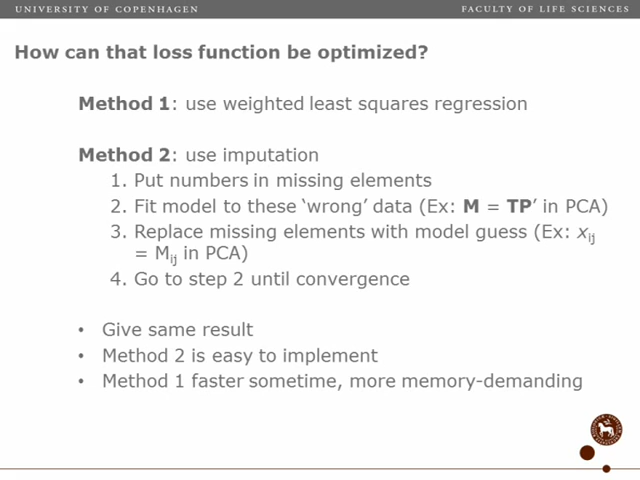 UNIVERSITY OF COPENHAGEN
FACULTY OF LIFE SCIENCES
How can that loss function be optimized?
Method 1: use weighted least squares regression
Method 2: use imputation
1. Put numbers in missing elements
2. Fit model to these ‘wrong’ data (Ex: M = TP’ in PCA)
3. Replace missing elements with model guess (Ex: xij
= Mij in PCA)
4. Go to step 2 until convergence
• Give same result
• Method 2 is easy to implement
• Method 1 faster sometime, more memory-demanding